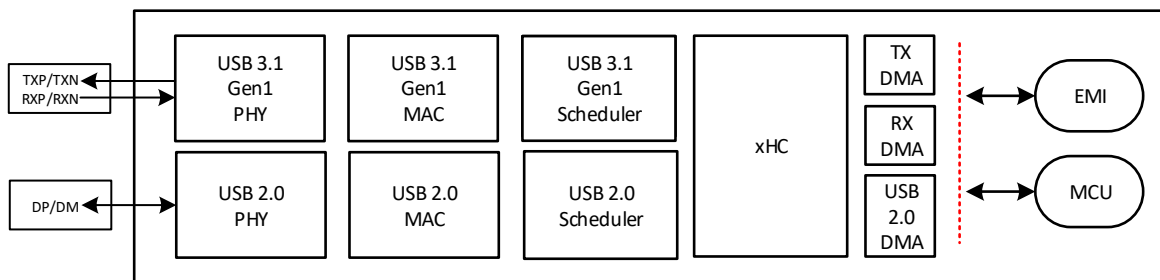 TXP/TXN
RXP/RXN
DP/DM
USB 3.1
Gen1
PHY
USB 3.1
Gen1
MAC
USB 3.1
Gen1
Scheduler
USB 2.0
PHY
USB 2.0
MAC
USB 2.0
Scheduler
xHC
TX
DMA
RX
DMA
USB
2.0
DMA
EMI
MCU